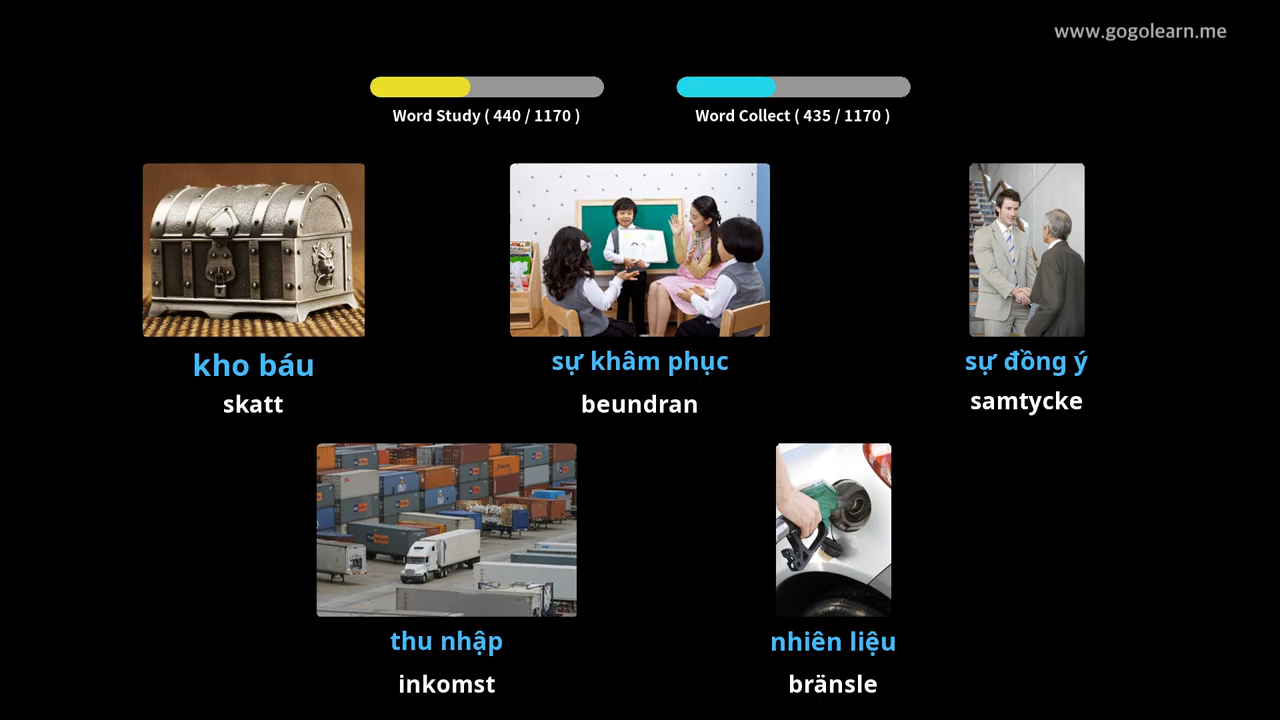 www.gogolearn.me
Word Study ( 440 / 1170 )
Word Collect ( 435 / 1170 )
kho báu
skatt
sự khâm phục
beundran
sự đồng ý
samtycke
thu nhập
inkomst
nhiên liệu
bränsle